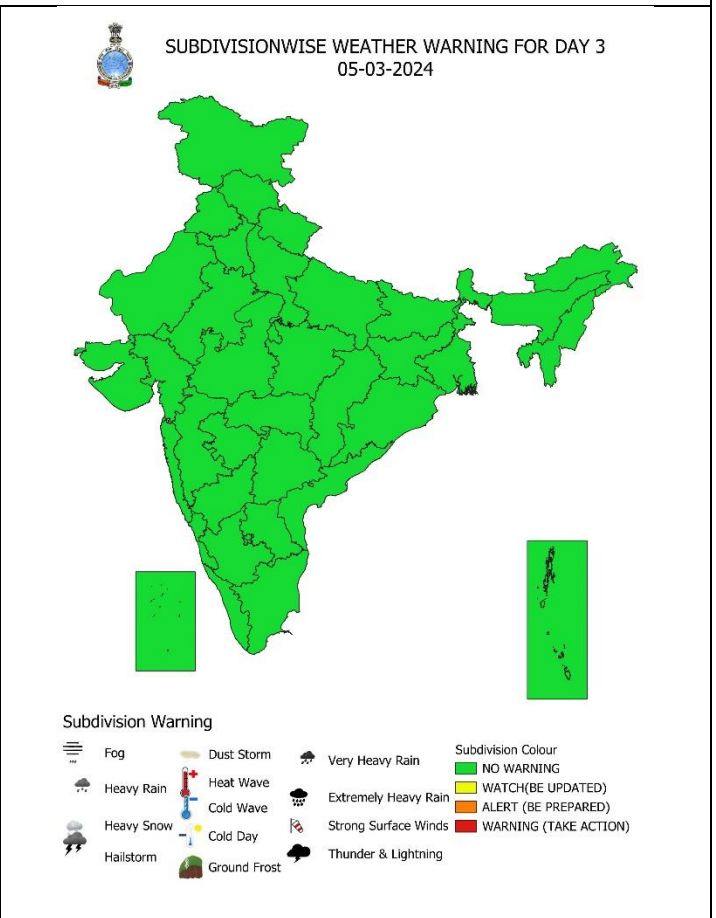 SUBDIVISIONWISE WEATHER WARNING FOR DAY 3
05-03-2024
Subdivision Warning
Fog
Heavy Rain
Heavy Snow
Hailstorm
Dust Storm
Heat Wave
Cold Wave
Cold Day
Ground Frost
Very Heavy Rain
Extremely Heavy Rain
Strong Surface Winds
Thunder & Lightning
Subdivision Colour
NO WARNING
WATCH(BE UPDATED)
ALERT (BE PREPARED)
WARNING (TAKE ACTION)